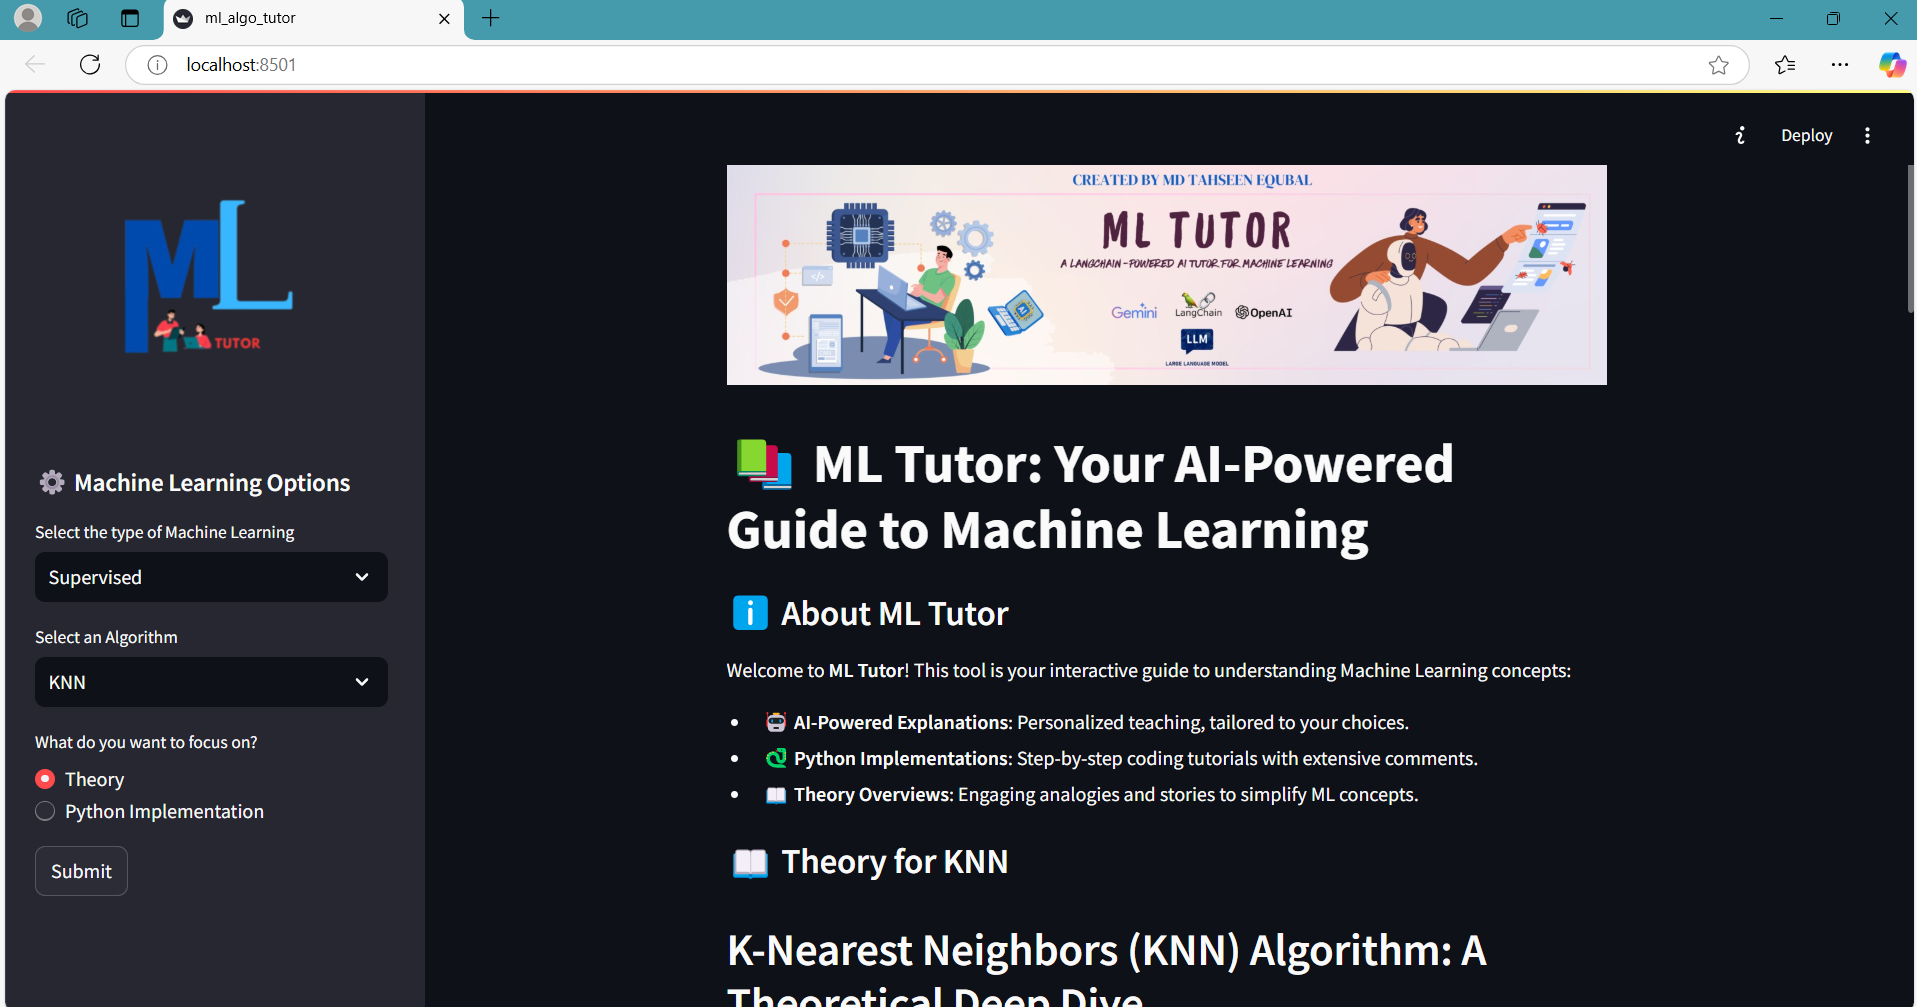 ml_algo_tutor
localhost:8501
Deploy
ML
TUTOR
Machine Learning Options
Select the type of Machine Learning
Supervised
Select an Algorithm
KNN
What do you want to focus on?
Theory
Python Implementation
Submit
CREATED BY MD TAHSEEN EQUBAL
ML TUTOR
A LANGCHAIN-POWERED AI TUTOR FOR MACHINE LEARNING
</>
Gemini
LangChain
OpenAI
LLM
LARGE LANGUAGE MODEL
ML Tutor: Your AI-Powered
Guide to Machine Learning
i About ML Tutor
Welcome to ML Tutor! This tool is your interactive guide to understanding Machine Learning concepts:
• AI-Powered Explanations: Personalized teaching, tailored to your choices.
• Python Implementations: Step-by-step coding tutorials with extensive comments.
• Theory Overviews: Engaging analogies and stories to simplify ML concepts.
Theory for KNN
K-Nearest Neighbors (KNN) Algorithm: A
Theoretical Deep Dive